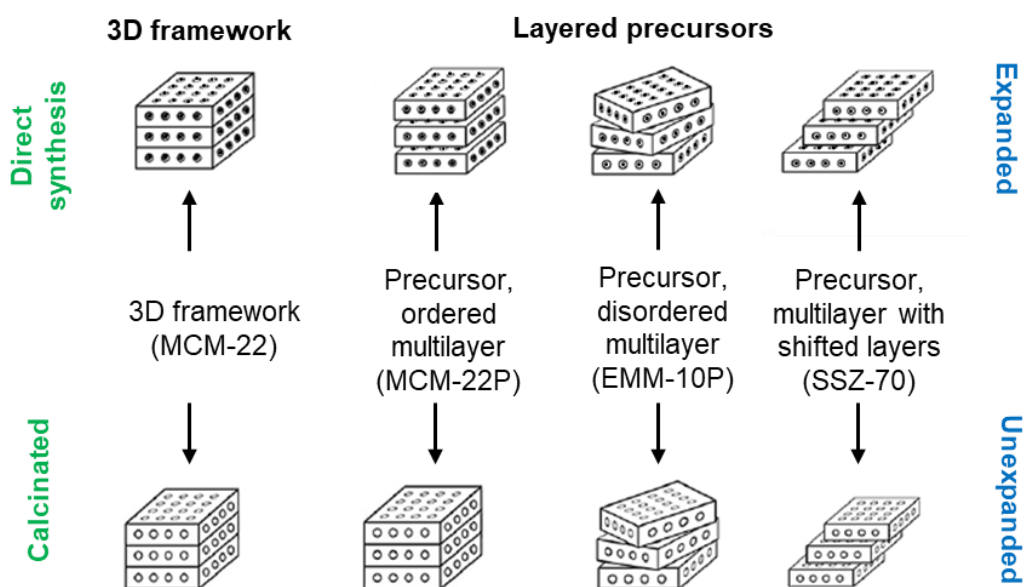 3D framework
Layered precursors
Direct
synthesis
Expanded
3D framework
(MCM-22)
Precursor,
ordered
multilayer
(MCM-22P)
Precursor,
disordered
multilayer
(EMM-10P)
Precursor,
multilayer with
shifted layers
(SSZ-70)
Calcinated
Unexpanded